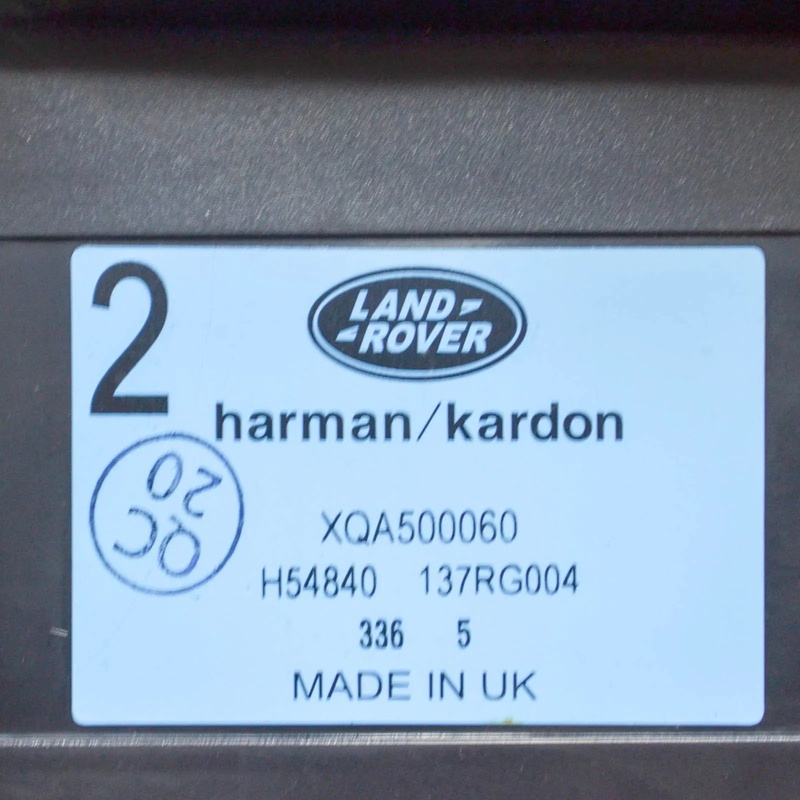 2
LAND
ROVER
harman/kardon
QC
20
XQA500060
H54840 137RG004
336 5
MADE IN UK